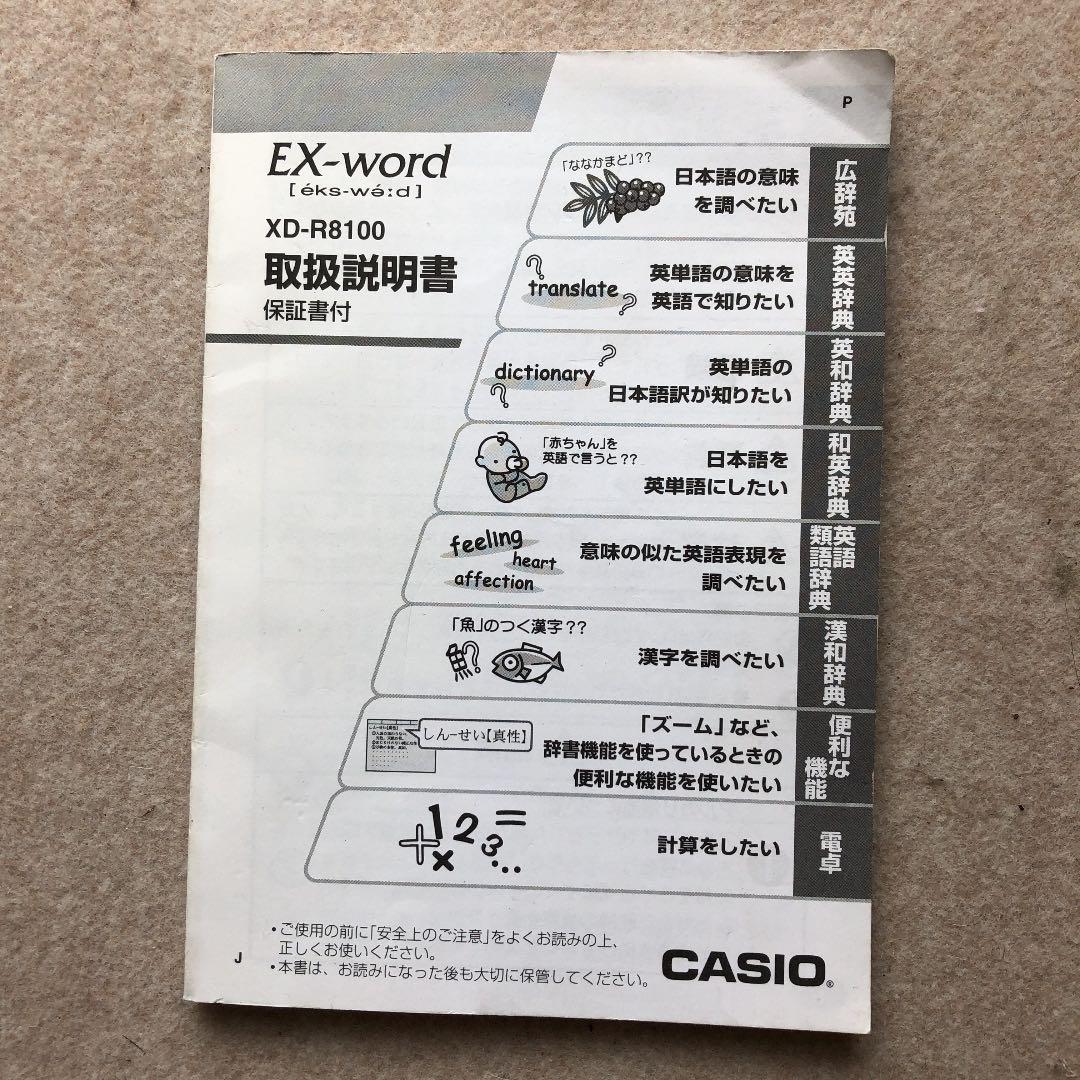 P
EX-word
[éks-wé:d]
XD-R8100
取扱説明書
保証書付
「ななかまど」??
日本語の意味
を調べたい
広辞苑
translate
英単語の意味を
英語で知りたい
英英辞典
dictionary
英単語の
日本語訳が知りたい
英和辞典
「赤ちゃん」を
英語で言うと??
日本語を
英単語にしたい
和英辞典
feeling
heart
affection
意味の似た英語表現を
調べたい
英語
類語辞典
「魚」のつく漢字??
魚?
漢字を調べたい
漢和辞典
しん-せい【真性】
「ズーム」など、
辞書機能を使っているときの
便利な機能を使いたい
便利な
機能
+123=
×...
計算をしたい
電卓
•ご使用の前に「安全上のご注意」をよくお読みの上、
正しくお使いください。
•本書は、お読みになった後も大切に保管してください。
J
CASIO®